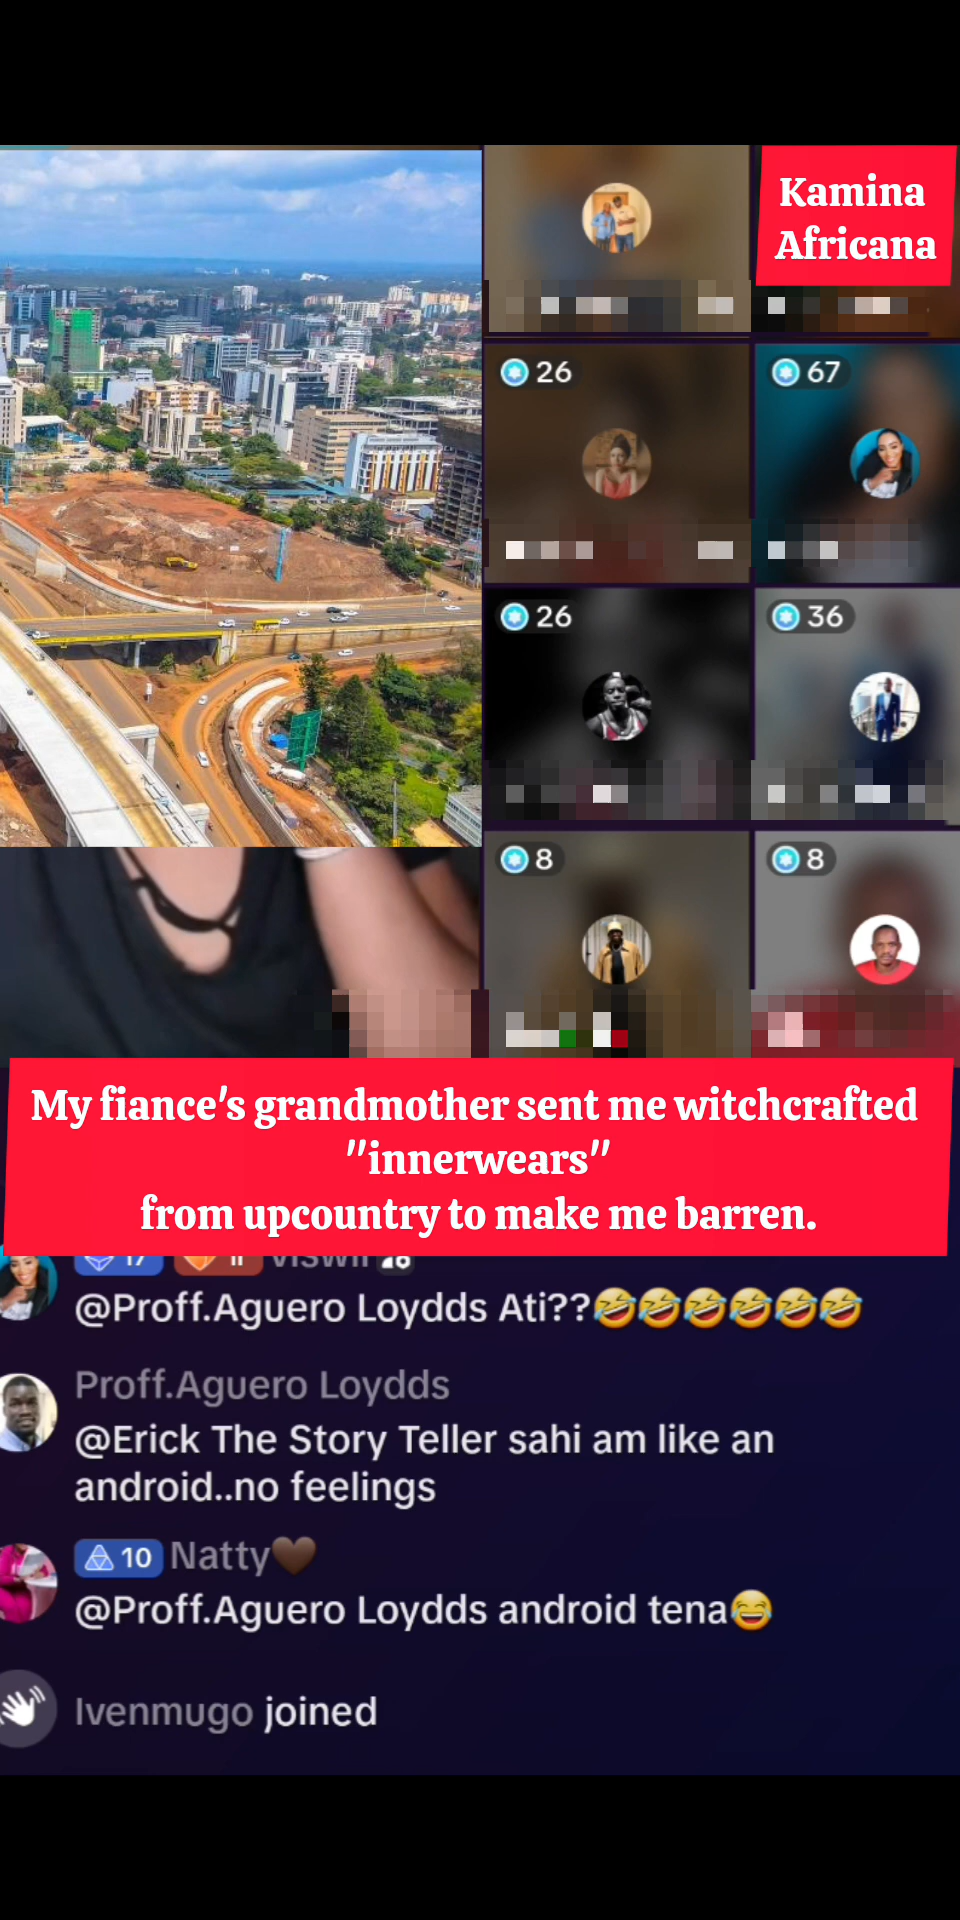 Kamina
Africana
26
67
26
36
8
8
My fiance's grandmother sent me witchcrafted
"innerwears"
from upcountry to make me barren.
17
11
@Proff.Aguero Loydds Ati??🤣🤣🤣🤣🤣🤣
Proff.Aguero Loydds
@Erick The Story Teller sahi am like an
android..no feelings
10 Natty🖤
@Proff.Aguero Loydds android tena😂
Ivenmugo joined